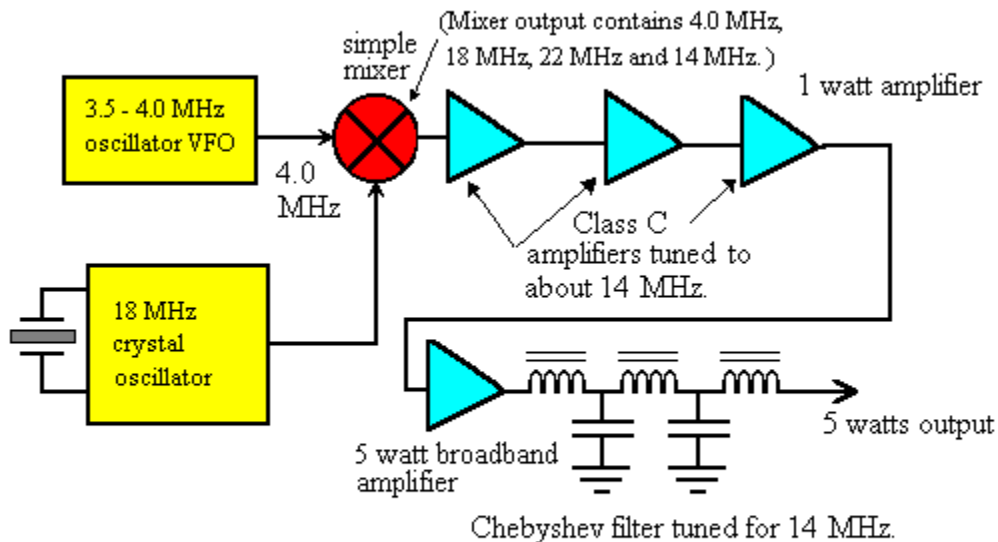 (Mixer output contains 4.0 MHz,
18 MHz, 22 MHz and 14 MHz. )
simple
mixer
1 watt amplifier
3.5 - 4.0 MHz
oscillator VFO
4.0
MHz
Class C
amplifiers tuned to
about 14 MHz.
18 MHz
crystal
oscillator
5 watts output
5 watt broadband
amplifier
Chebyshev filter tuned for 14 MHz.